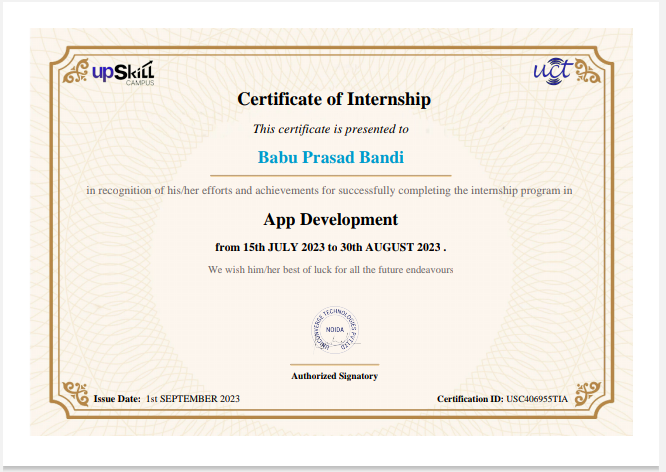 upSkill
CAMPUS
uct
Certificate of Internship
This certificate is presented to
Babu Prasad Bandi
in recognition of his/her efforts and achievements for successfully completing the internship program in
App Development
from 15th JULY 2023 to 30th AUGUST 2023 .
We wish him/her best of luck for all the future endeavours
UNICONVERGE TECHNOLOGIES PVT LTD
NOIDA
Authorized Signatory
Issue Date: 1st SEPTEMBER 2023
Certification ID: USC406955TIA